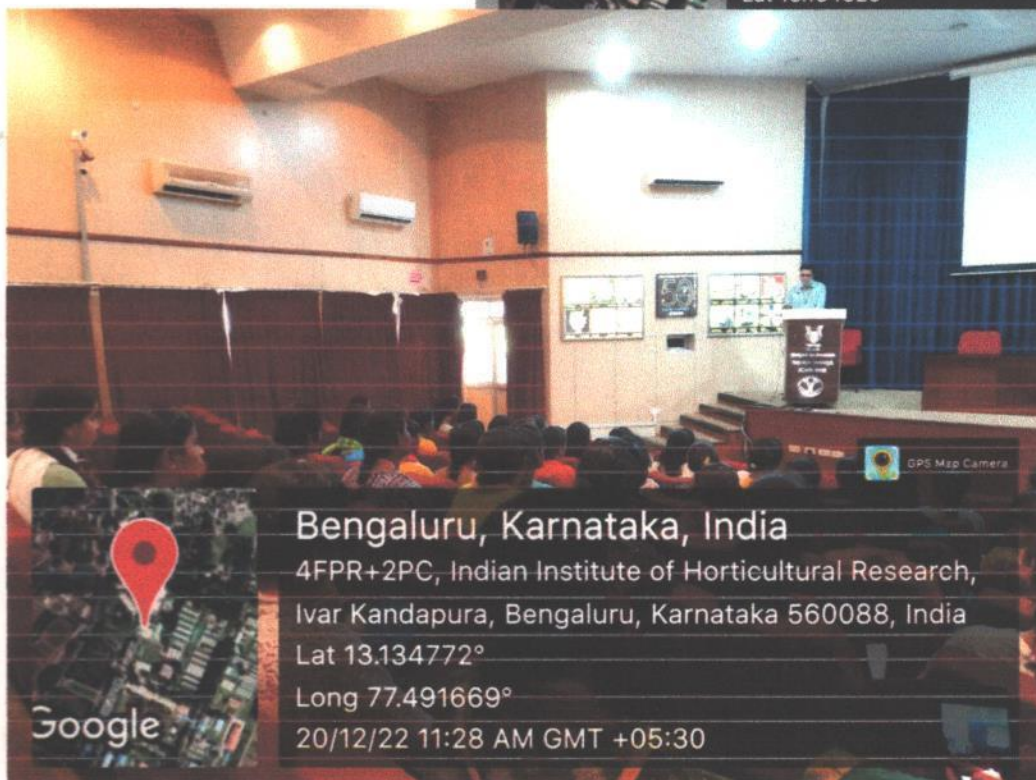 GPS Map Camera
Bengaluru, Karnataka, India
4FPR+2PC, Indian Institute of Horticultural Research,
Ivar Kandapura, Bengaluru, Karnataka 560088, India
Lat 13.134772°
Long 77.491669°
20/12/22 11:28 AM GMT +05:30
Google